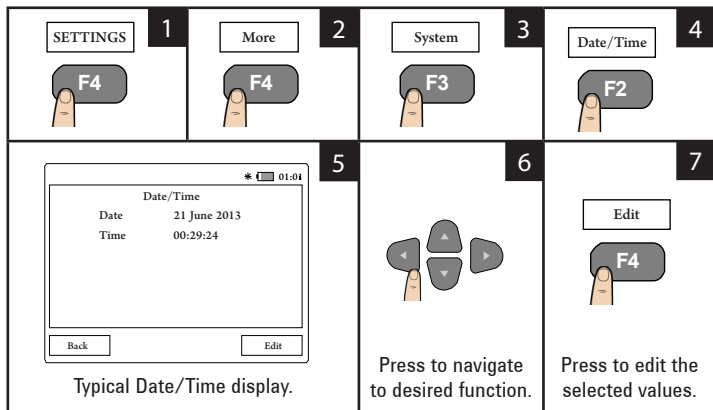 SETTINGS
1
F4
More
2
F4
System
3
F3
Date/Time
4
F2
5
01:01
Date/Time
Date 21 June 2013
Time 00:29:24
Back Edit
Typical Date/Time display.
6
Press to navigate
to desired function.
7
Edit
F4
Press to edit the
selected values.